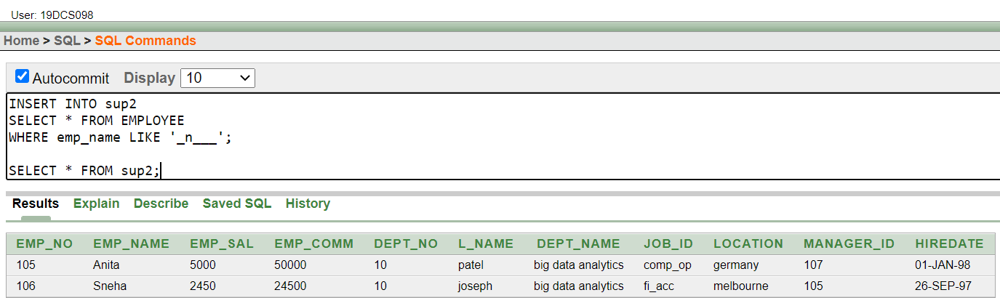 User: 19DCS098
Home > SQL > SQL Commands
Autocommit Display 10
INSERT INTO sup2
SELECT * FROM EMPLOYEE
WHERE emp_name LIKE '_n___';
SELECT * FROM sup2;
Results Explain Describe Saved SQL History
EMP_NO EMP_NAME EMP_SAL EMP_COMM DEPT_NO L_NAME DEPT_NAME JOB_ID LOCATION MANAGER_ID HIREDATE
105 Anita 5000 50000 10 patel big data analytics comp_op germany 107 01-JAN-98
106 Sneha 2450 24500 10 joseph big data analytics fi_acc melbourne 105 26-SEP-97